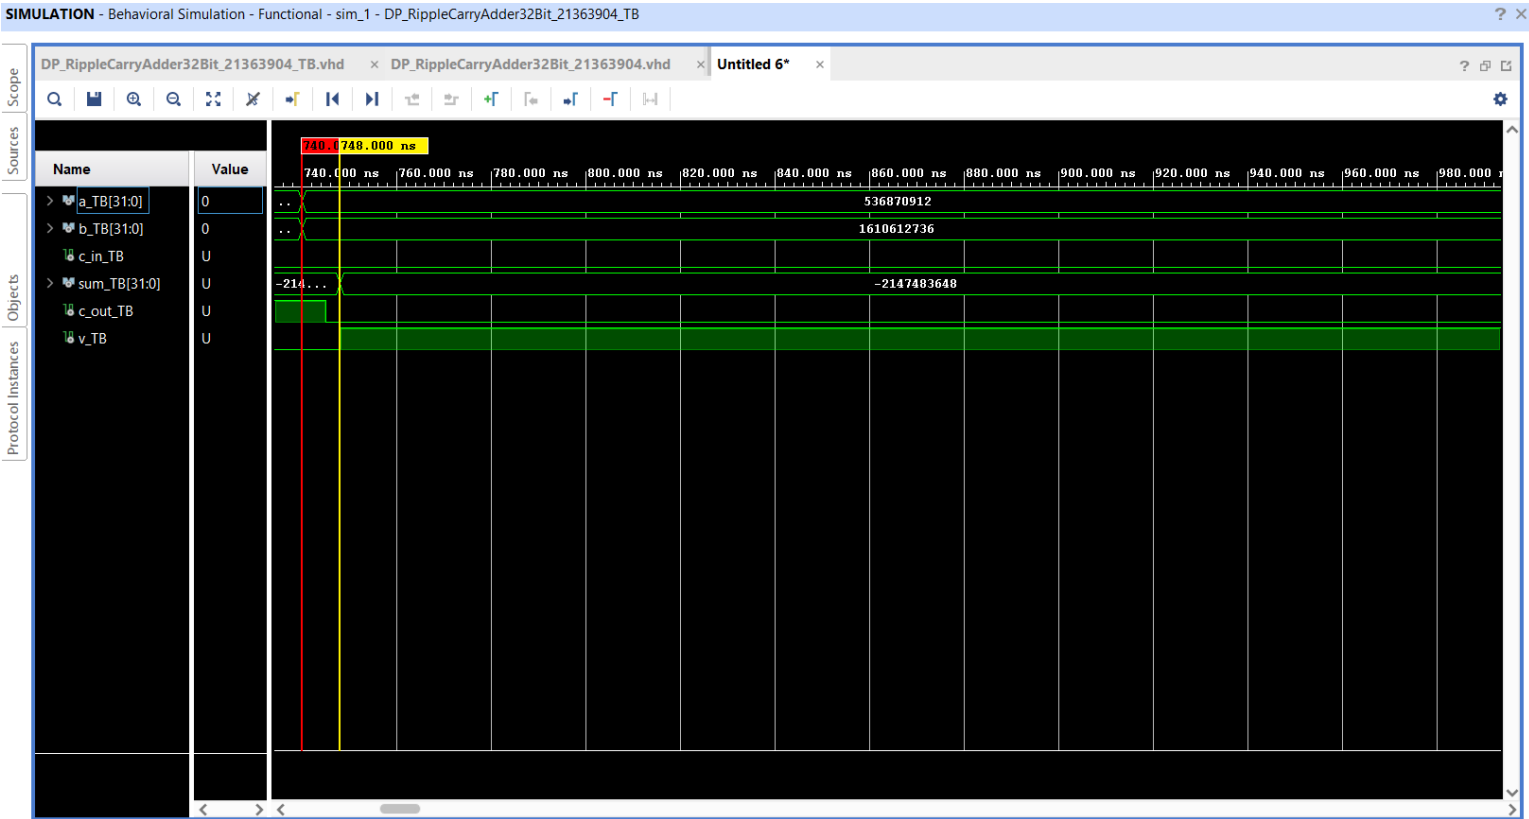 SIMULATION - Behavioral Simulation - Functional - sim_1 - DP_RippleCarryAdder32Bit_21363904_TB
Scope
Sources
Objects
Protocol Instances
DP_RippleCarryAdder32Bit_21363904_TB.vhd
DP_RippleCarryAdder32Bit_21363904.vhd
Untitled 6*
748.000 ns
Name Value
740.000 ns 760.000 ns 780.000 ns 800.000 ns 820.000 ns 840.000 ns 860.000 ns 880.000 ns 900.000 ns 920.000 ns 940.000 ns 960.000 ns 980.000
a_TB[31:0] 0 .. 536870912
b_TB[31:0] 0 .. 1610612736
c_in_TB U
sum_TB[31:0] U -214... -2147483648
c_out_TB U
v_TB U